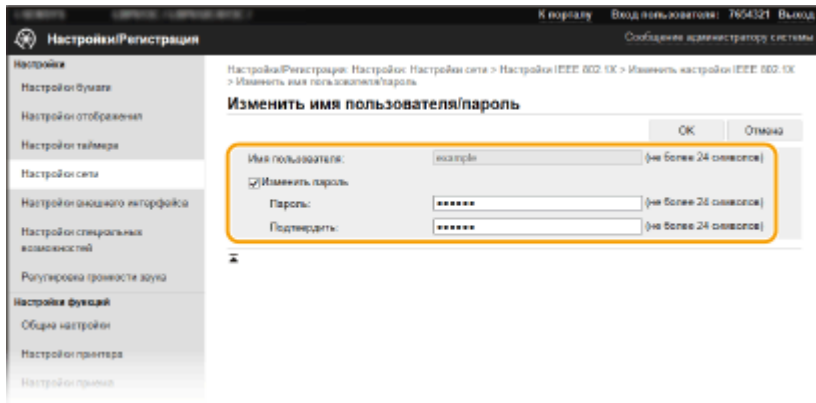 К порталу Вход пользователя: 7654321 Выход
Настройки/Регистрация
Сообщение администратору системы
Настройки
Настройки бумаги
Настройки отображения
Настройки таймера
Настройки сети
Настройки внешнего интерфейса
Настройки специальных
возможностей
Регулировка громкости звука
Настройки функций
Общие настройки
Настройки принтера
Настройки приема
Настройки/Регистрация: Настройки: Настройки сети > Настройки IEEE 802.1X > Изменить настройки IEEE 802.1X
> Изменить имя пользователя/пароль
Изменить имя пользователя/пароль
OK Отмена
Имя пользователя: example (не более 24 символов)
Изменить пароль
Пароль: •••••• (не более 24 символов)
Подтвердить: •••••• (не более 24 символов)